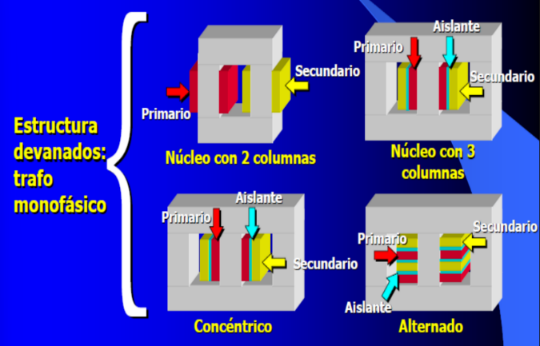 Estructura
devanados:
trafo
monofásico
Primario
Secundario
Núcleo con 2 columnas
Aislante
Primario
Secundario
Núcleo con 3
columnas
Aislante
Primario
Secundario
Concéntrico
Secundario
Primario
Aislante
Alternado